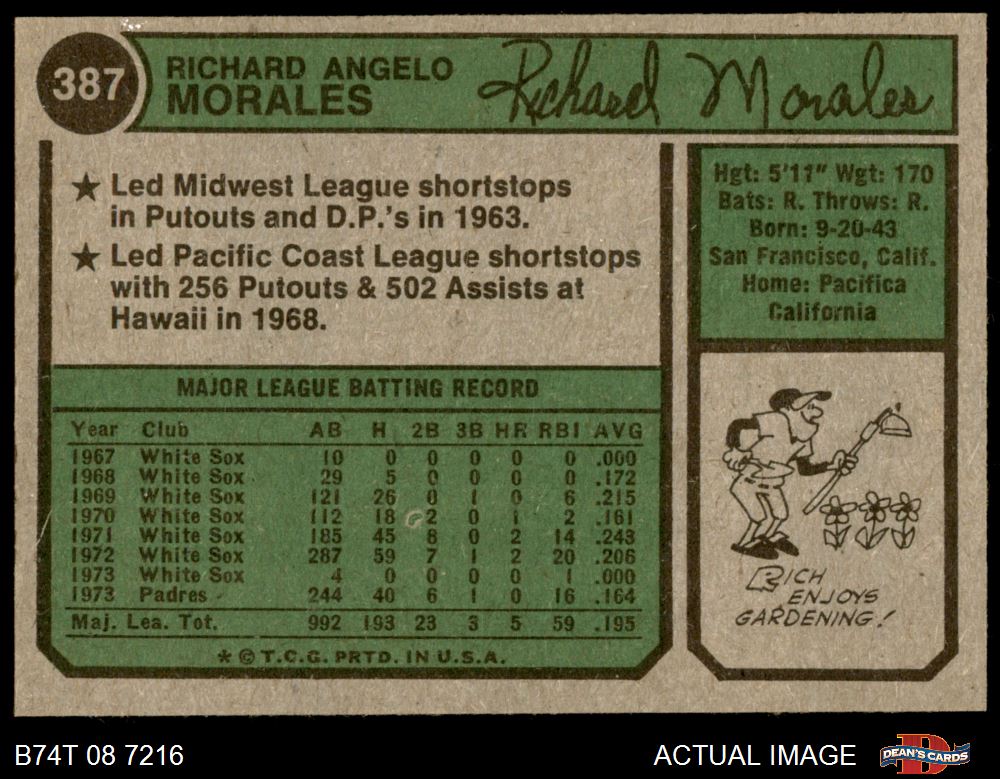 387
RICHARD ANGELO
MORALES
Richard Morales
★ Led Midwest League shortstops
in Putouts and D.P.'s in 1963.
★ Led Pacific Coast League shortstops
with 256 Putouts & 502 Assists at
Hawaii in 1968.
Hgt: 5'11" Wgt: 170
Bats: R. Throws: R.
Born: 9-20-43
San Francisco, Calif.
Home: Pacifica
California
MAJOR LEAGUE BATTING RECORD
Year Club AB H 2B 3B HR RBI AVG
1967 White Sox 10 0 0 0 0 0 .000
1968 White Sox 29 5 0 0 0 0 .172
1969 White Sox 121 26 0 1 0 6 .215
1970 White Sox 112 18 2 0 1 2 .161
1971 White Sox 185 45 8 0 2 14 .243
1972 White Sox 287 59 7 1 2 20 .206
1973 White Sox 4 0 0 0 0 1 .000
1973 Padres 244 40 6 1 0 16 .164
Maj. Lea. Tot. 992 193 23 3 5 59 .195
* © T.C.G. PRTD. IN U.S.A.
RICH
ENJOYS
GARDENING!
B74T 08 7216
ACTUAL IMAGE
DEAN'S CARDS